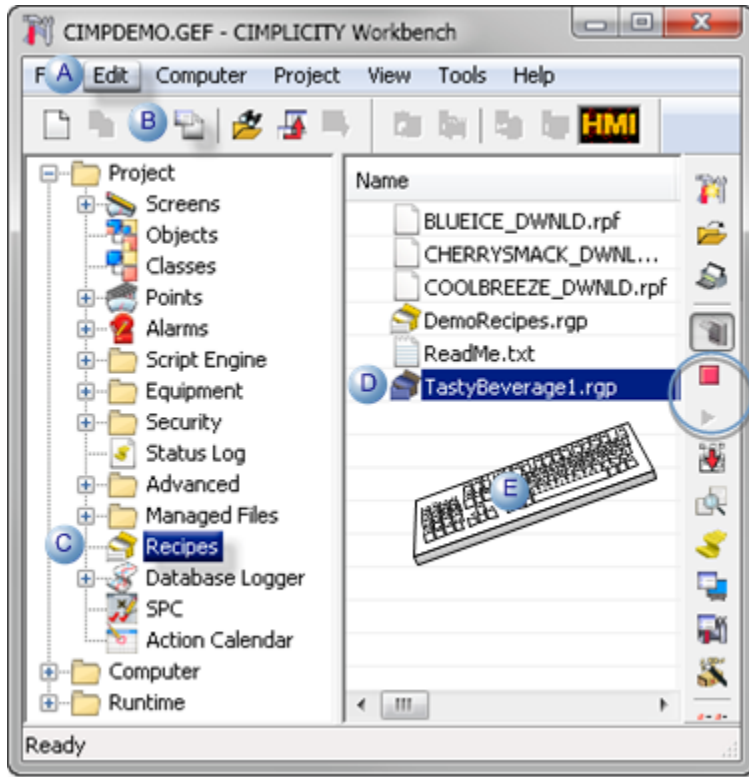 CIMPDEMO.GEF - CIMPLICITY Workbench
F A Edit Computer Project View Tools Help
B HMI
Project
Screens
Objects
Classes
Points
Alarms
Script Engine
Equipment
Security
Status Log
Advanced
Managed Files
C Recipes
Database Logger
SPC
Action Calendar
Computer
Runtime
Name
BLUEICE_DWNLD.rpf
CHERRYSMACK_DWNL...
COOLBREEZE_DWNLD.rpf
DemoRecipes.rgp
ReadMe.txt
D TastyBeverage1.rgp
E
Ready